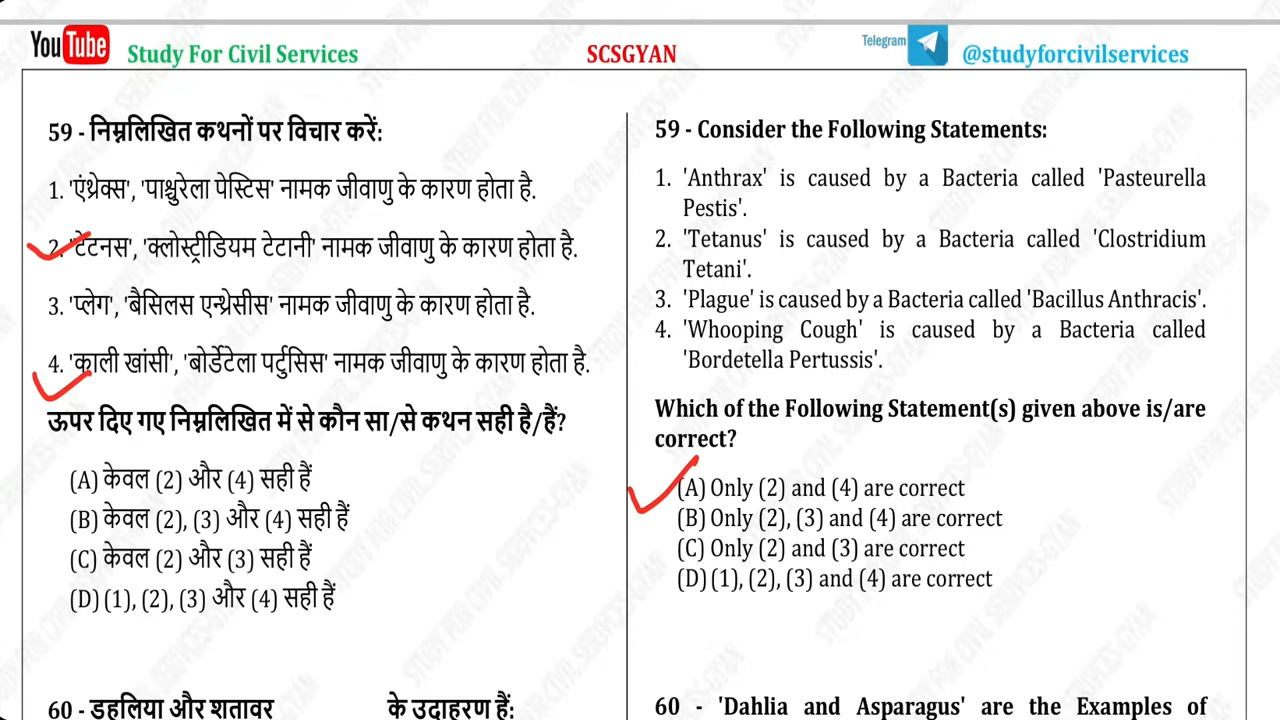 YouTube Study For Civil Services SCSGYAN Telegram @studyforcivilservices
59 - निम्नलिखित कथनों पर विचार करें:
1. 'एंथ्रेक्स', 'पाश्चुरेला पेस्टिस' नामक जीवाणु के कारण होता है.
2. 'टेटनस', 'क्लोस्ट्रीडियम टेटानी' नामक जीवाणु के कारण होता है.
3. 'प्लेग', 'बैसिलस एन्थ्रेसीस' नामक जीवाणु के कारण होता है.
4. 'काली खांसी', 'बोर्डेटेला पर्टुसिस' नामक जीवाणु के कारण होता है.
ऊपर दिए गए निम्नलिखित में से कौन सा/से कथन सही है/हैं?
(A) केवल (2) और (4) सही हैं
(B) केवल (2), (3) और (4) सही हैं
(C) केवल (2) और (3) सही हैं
(D) (1), (2), (3) और (4) सही हैं
60 - डहलिया और शतावर के उदाहरण हैं:
59 - Consider the Following Statements:
1. 'Anthrax' is caused by a Bacteria called 'Pasteurella
Pestis'.
2. 'Tetanus' is caused by a Bacteria called 'Clostridium
Tetani'.
3. 'Plague' is caused by a Bacteria called 'Bacillus Anthracis'.
4. 'Whooping Cough' is caused by a Bacteria called
'Bordetella Pertussis'.
Which of the Following Statement(s) given above is/are
correct?
(A) Only (2) and (4) are correct
(B) Only (2), (3) and (4) are correct
(C) Only (2) and (3) are correct
(D) (1), (2), (3) and (4) are correct
60 - 'Dahlia and Asparagus' are the Examples of